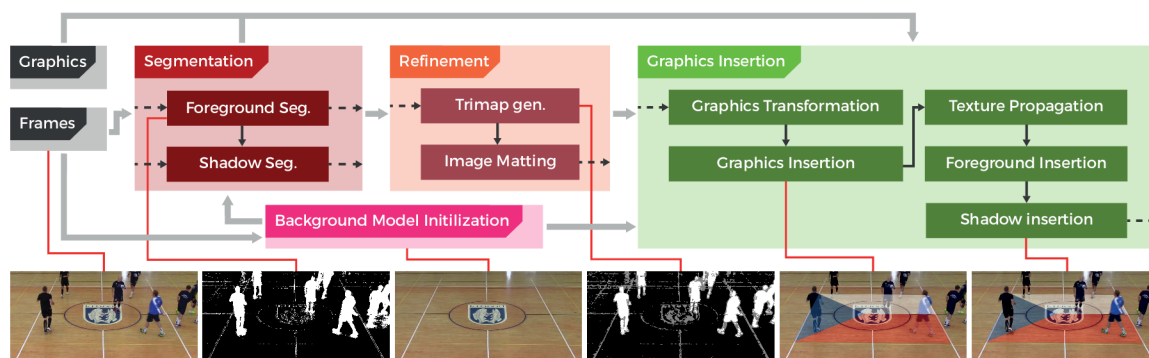 Graphics
Segmentation
Refinement
Graphics Insertion
Foreground Seg.
Trimap gen.
Graphics Transformation
Texture Propagation
Frames
Shadow Seg.
Image Matting
Graphics Insertion
Foreground Insertion
Background Model Initilization
Shadow insertion